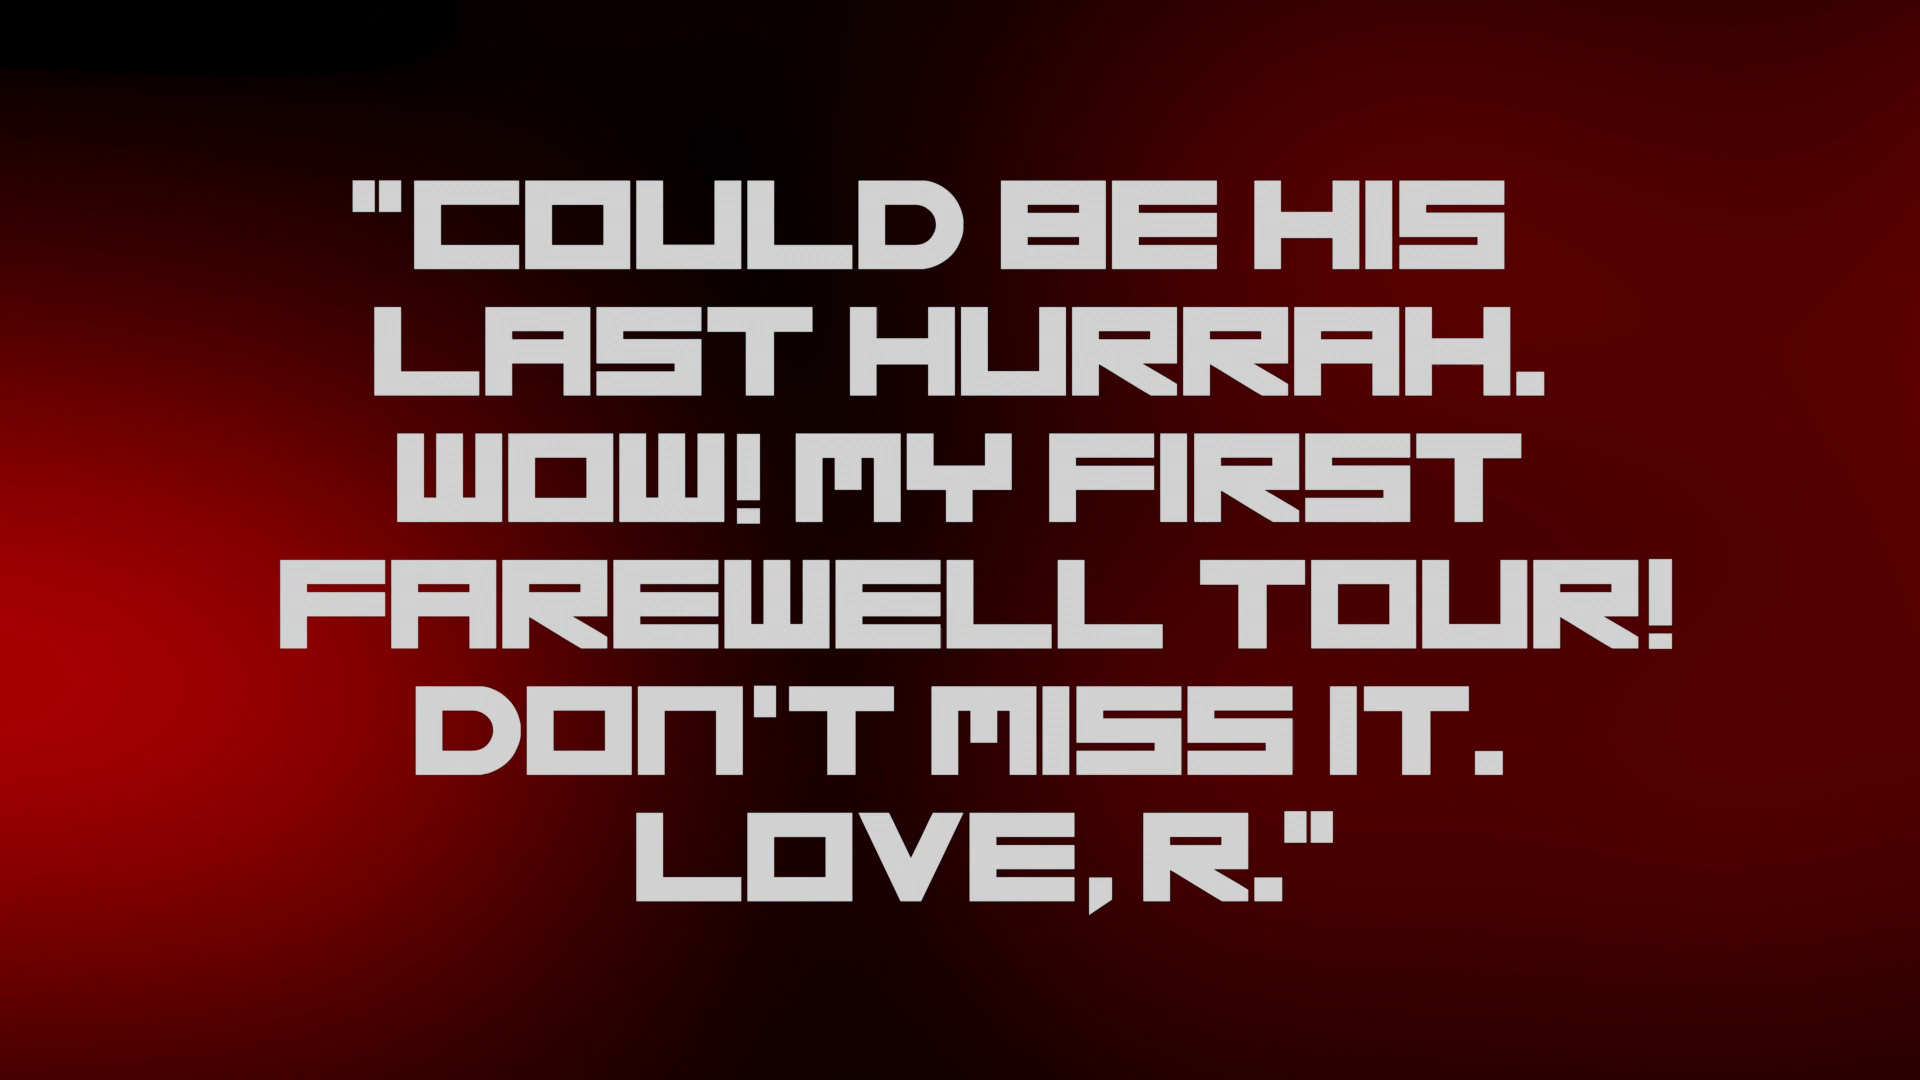 "COULD BE HIS
LAST HURRAH.
WOW! MY FIRST
FAREWELL TOUR!
DON'T MISS IT.
LOVE, R."